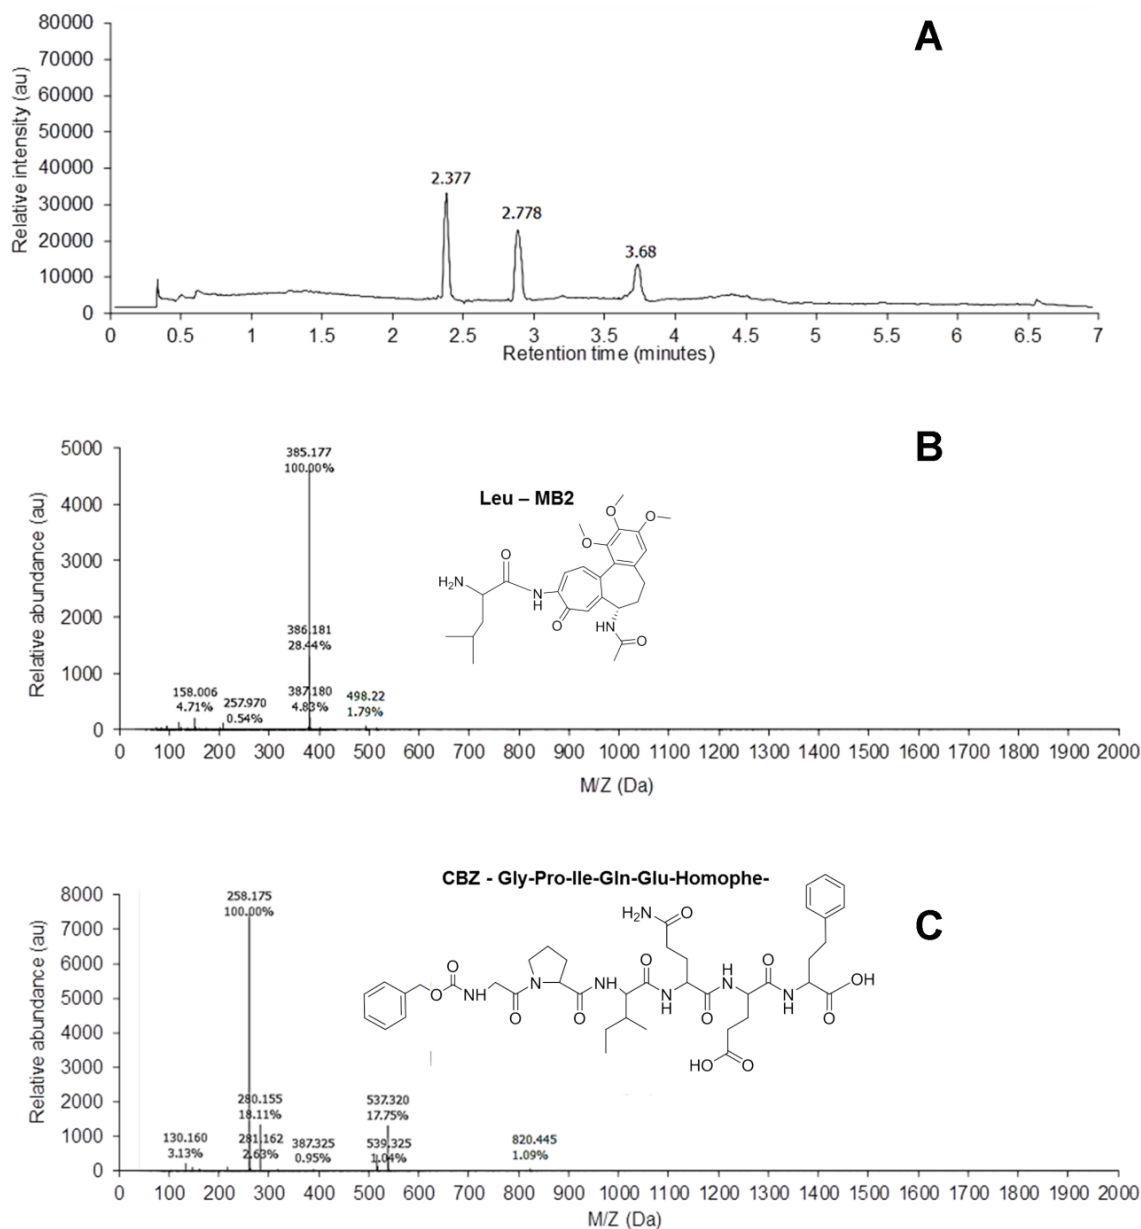 A
80000
70000
60000
50000
40000
30000
20000
10000
0
Relative intensity (au)
2.377
2.778
3.68
0 0.5 1 1.5 2 2.5 3 3.5 4 4.5 5 5.5 6 6.5 7
Retention time (minutes)
B
5000
4000
3000
2000
1000
0
Relative abundance (au)
385.177
100.00%
386.181
28.44%
387.180
4.83%
158.006
4.71%
257.970
0.54%
498.22
1.79%
Leu – MB2
O
O
O
O
H₂N
N
H
O
HN
O
0 100 200 300 400 500 600 700 800 900 1000 1100 1200 1300 1400 1500 1600 1700 1800 1900 2000
M/Z (Da)
C
CBZ - Gly-Pro-Ile-Gln-Glu-Homophe-
8000
7000
6000
5000
4000
3000
2000
1000
0
Relative abundance (au)
258.175
100.00%
280.155
18.11%
281.162
2.63%
130.160
3.13%
387.325
0.95%
537.320
17.75%
539.325
1.04%
820.445
1.09%
H₂N
O
O
O
NH
O
N
O
NH
O
N
H
O
H
N
O
N
H
O
OH
HO
O
0 100 200 300 400 500 600 700 800 900 1000 1100 1200 1300 1400 1500 1600 1700 1800 1900 2000
M/Z (Da)